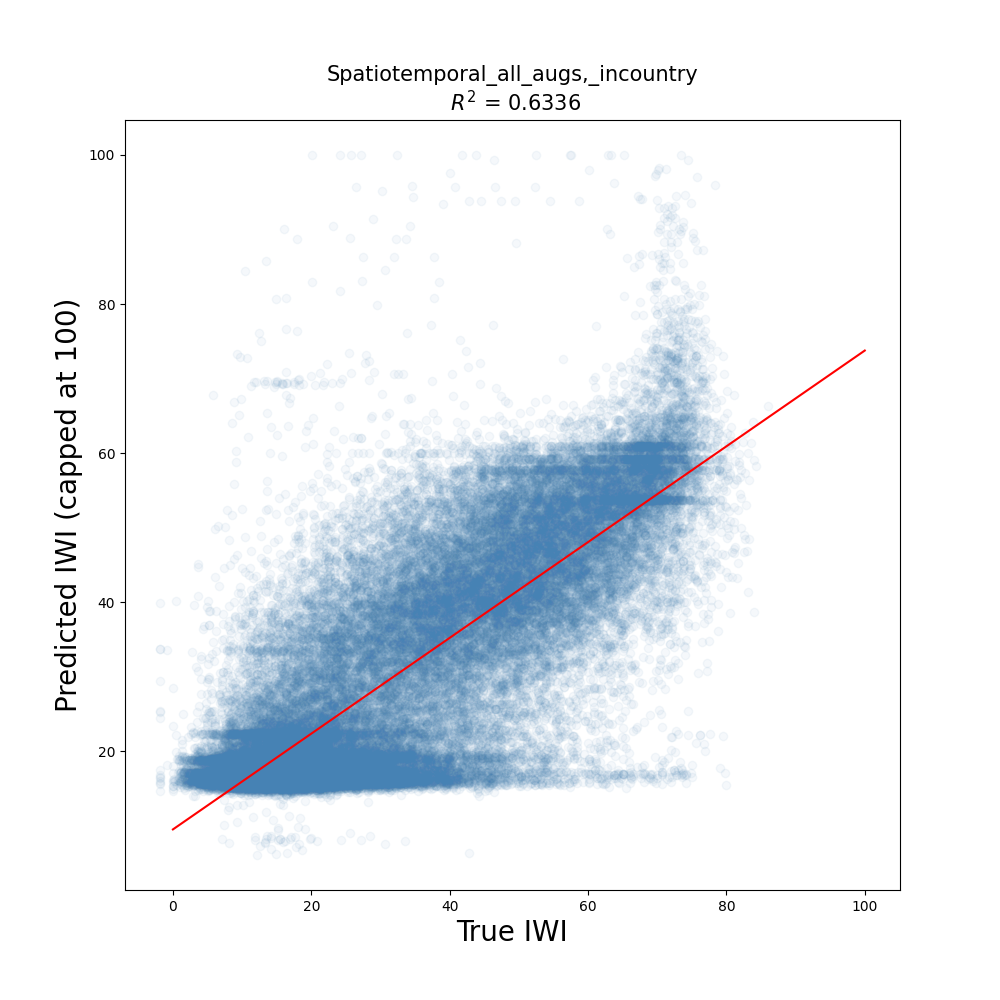 Spatiotemporal_all_augs,_incountry
R² = 0.6336
100
80
60
40
20
Predicted IWI (capped at 100)
0 20 40 60 80 100
True IWI